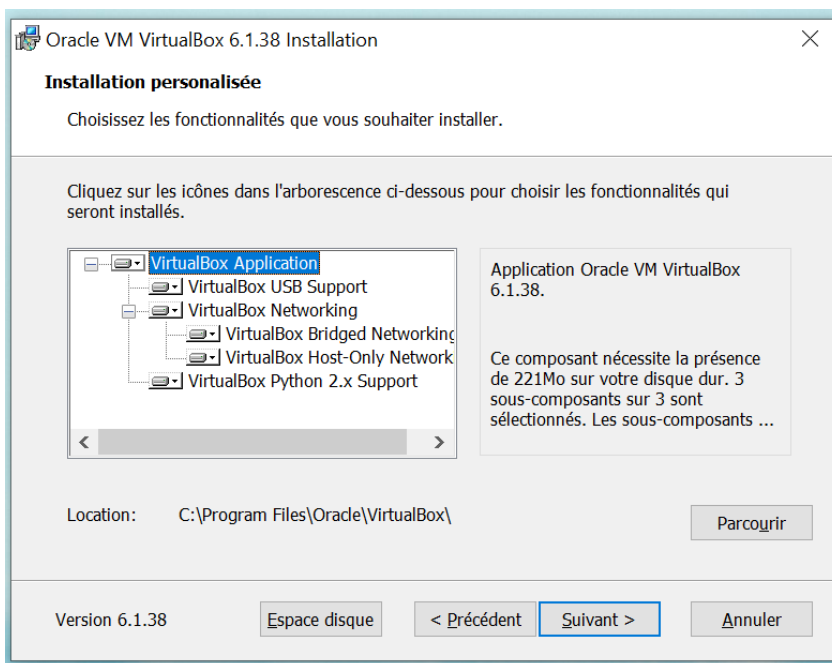 Oracle VM VirtualBox 6.1.38 Installation
Installation personalisée
Choisissez les fonctionnalités que vous souhaiter installer.
Cliquez sur les icônes dans l'arborescence ci-dessous pour choisir les fonctionnalités qui
seront installés.
VirtualBox Application
VirtualBox USB Support
VirtualBox Networking
VirtualBox Bridged Networking
VirtualBox Host-Only Network
VirtualBox Python 2.x Support
Application Oracle VM VirtualBox
6.1.38.
Ce composant nécessite la présence
de 221Mo sur votre disque dur. 3
sous-composants sur 3 sont
sélectionnés. Les sous-composants ...
Location: C:\Program Files\Oracle\VirtualBox\
Parcourir
Version 6.1.38 Espace disque < Précédent Suivant > Annuler